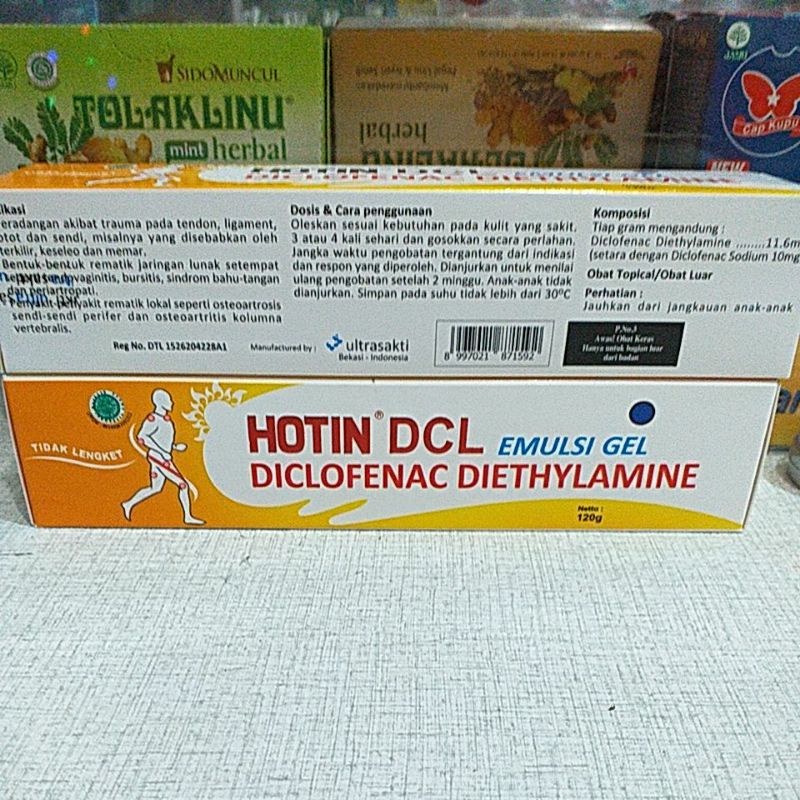 SIDOMUNCUL
TOLAKLINU®
mint herbal
herbal
JAMU
Cap Kupu
NEW
Peradangan akibat trauma pada tendon, ligament,
otot dan sendi, misalnya yang disebabkan oleh
terkilir, keseleo dan memar.
Bentuk-bentuk rematik jaringan lunak setempat
bursitis, sindrom bahu-tangan
dan periartropati.
rematik lokal seperti osteoartrosis
sendi-sendi perifer dan osteoartritis kolumna
vertebralis.
Reg No. DTL 1526204228A1
Dosis & Cara penggunaan
Oleskan sesuai kebutuhan pada kulit yang sakit,
3 atau 4 kali sehari dan gosokkan secara perlahan.
Jangka waktu pengobatan tergantung dari indikasi
dan respon yang diperoleh. Dianjurkan untuk menilai
ulang pengobatan setelah 2 minggu. Anak-anak tidak
dianjurkan. Simpan pada suhu tidak lebih dari 30°C
Manufactured by :
ultrasakti
Bekasi - Indonesia
8 997021 871592
Komposisi
Tiap gram mengandung :
Diclofenac Diethylamine ........11.6m
(setara dengan Diclofenac Sodium 10mg
Obat Topical/Obat Luar
Perhatian :
Jauhkan dari jangkauan anak-anak
P.No.3
Awas! Obat Keras
Hanya untuk bagian luar
dari badan
TIDAK LENGKET
HOTIN® DCL EMULSI GEL
DICLOFENAC DIETHYLAMINE
Netto :
120g